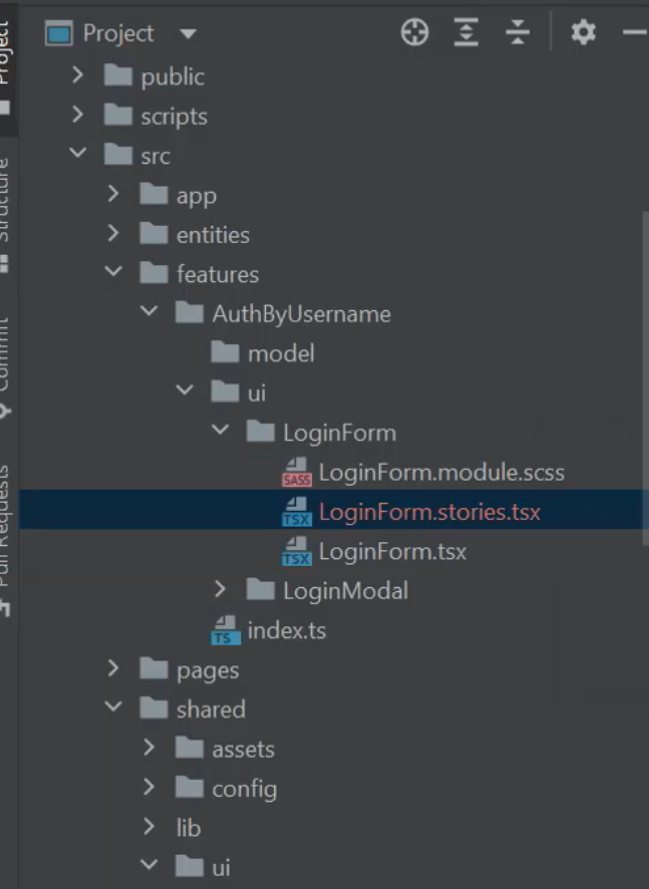 Project
Project
public
scripts
src
app
entities
Structure
features
AuthByUsername
model
Commit
ui
LoginForm
LoginForm.module.scss
SASS
LoginForm.stories.tsx
TSX
LoginForm.tsx
TSX
Pull Requests
LoginModal
index.ts
TS
pages
shared
assets
config
lib
ui